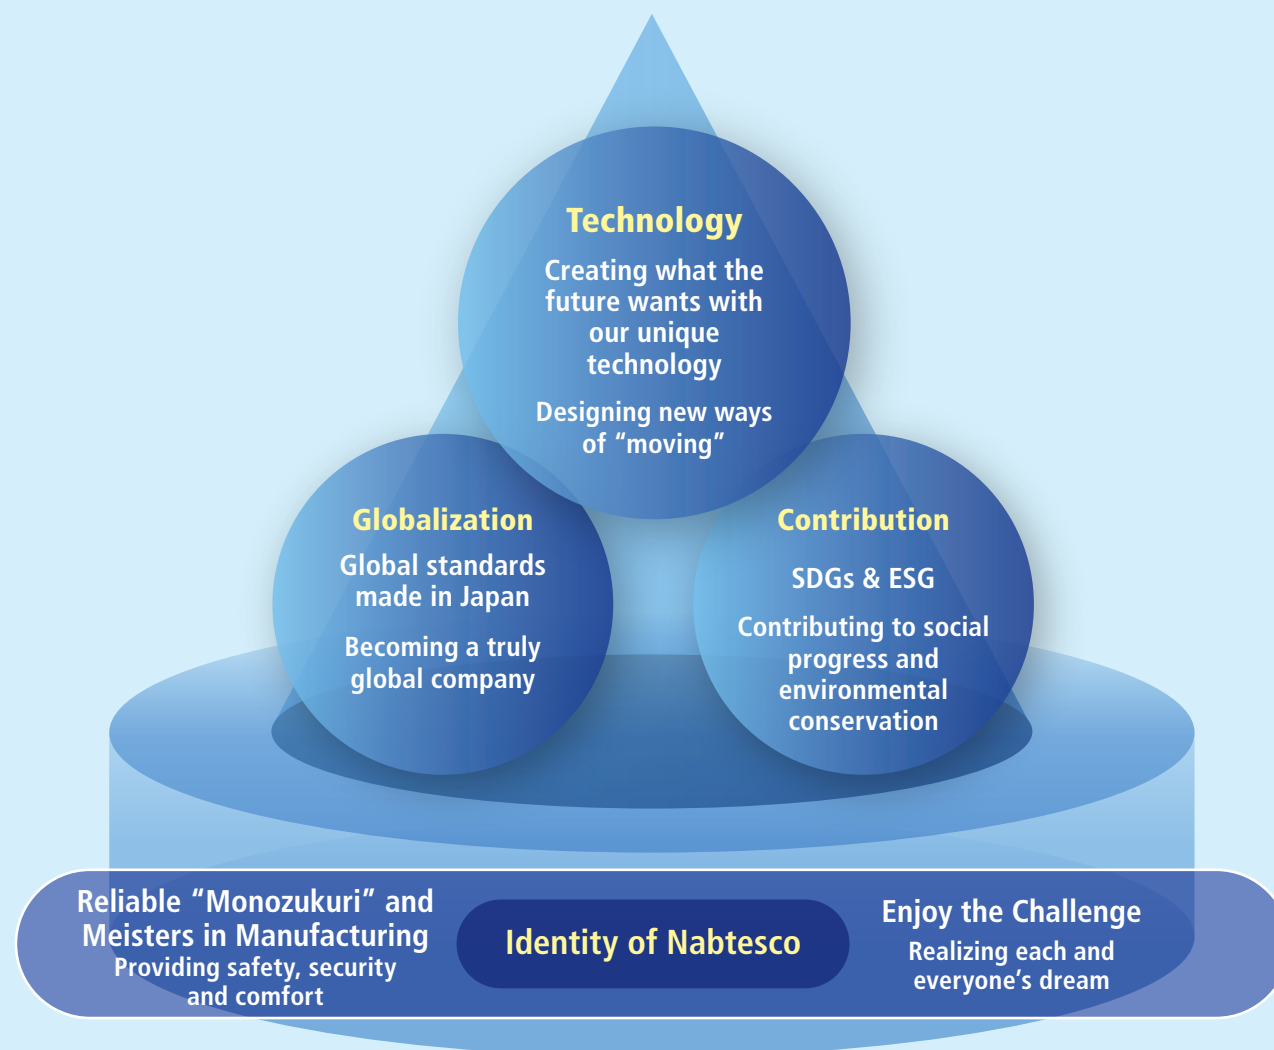 Technology
Creating what the
future wants with
our unique
technology
Designing new ways
of “moving”
Globalization
Global standards
made in Japan
Becoming a truly
global company
Contribution
SDGs & ESG
Contributing to social
progress and
environmental
conservation
Reliable “Monozukuri” and
Meisters in Manufacturing
Providing safety, security
and comfort
Identity of Nabtesco
Enjoy the Challenge
Realizing each and
everyone’s dream